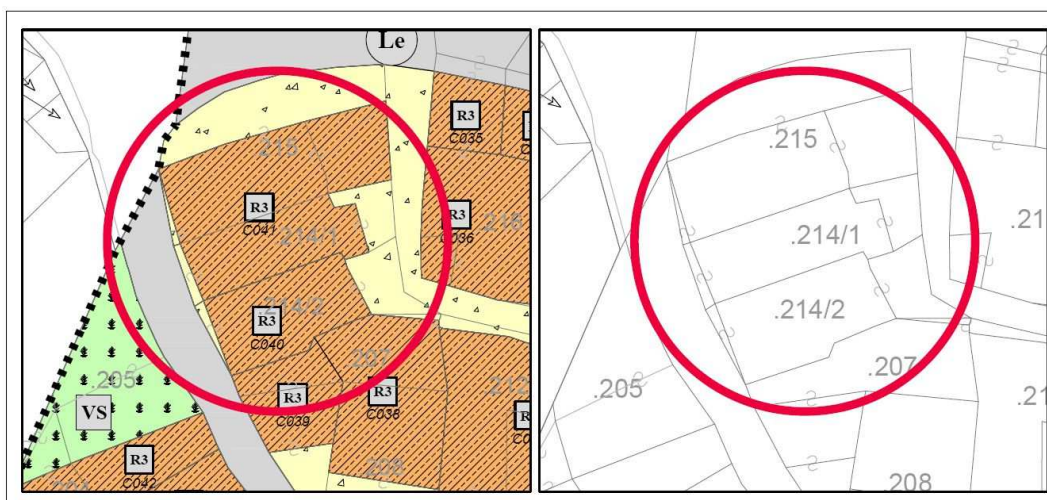 Le
R3
C035
.215
R3
C041
R3
C036
.216
.214/1
.214/2
R3
C040
.207
R3
C039
R3
C038
.212
.205
VS
R3
C042
.208
.215
.214/1
.21
.214/2
.205
.207
.21
.208